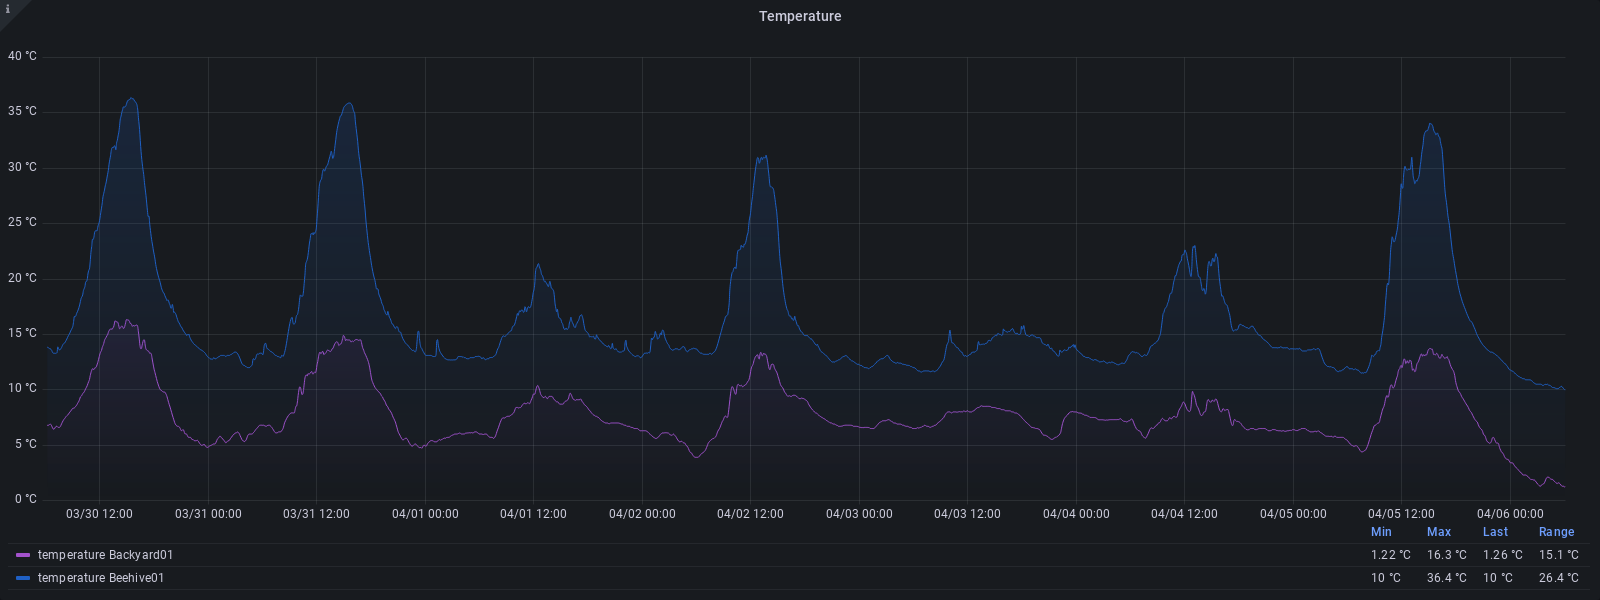 i
Temperature
40 °C
35 °C
30 °C
25 °C
20 °C
15 °C
10 °C
5 °C
0 °C
03/30 12:00 03/31 00:00 03/31 12:00 04/01 00:00 04/01 12:00 04/02 00:00 04/02 12:00 04/03 00:00 04/03 12:00 04/04 00:00 04/04 12:00 04/05 00:00 04/05 12:00 04/06 00:00
Min Max Last Range
temperature Backyard01 1.22 °C 16.3 °C 1.26 °C 15.1 °C
temperature Beehive01 10 °C 36.4 °C 10 °C 26.4 °C